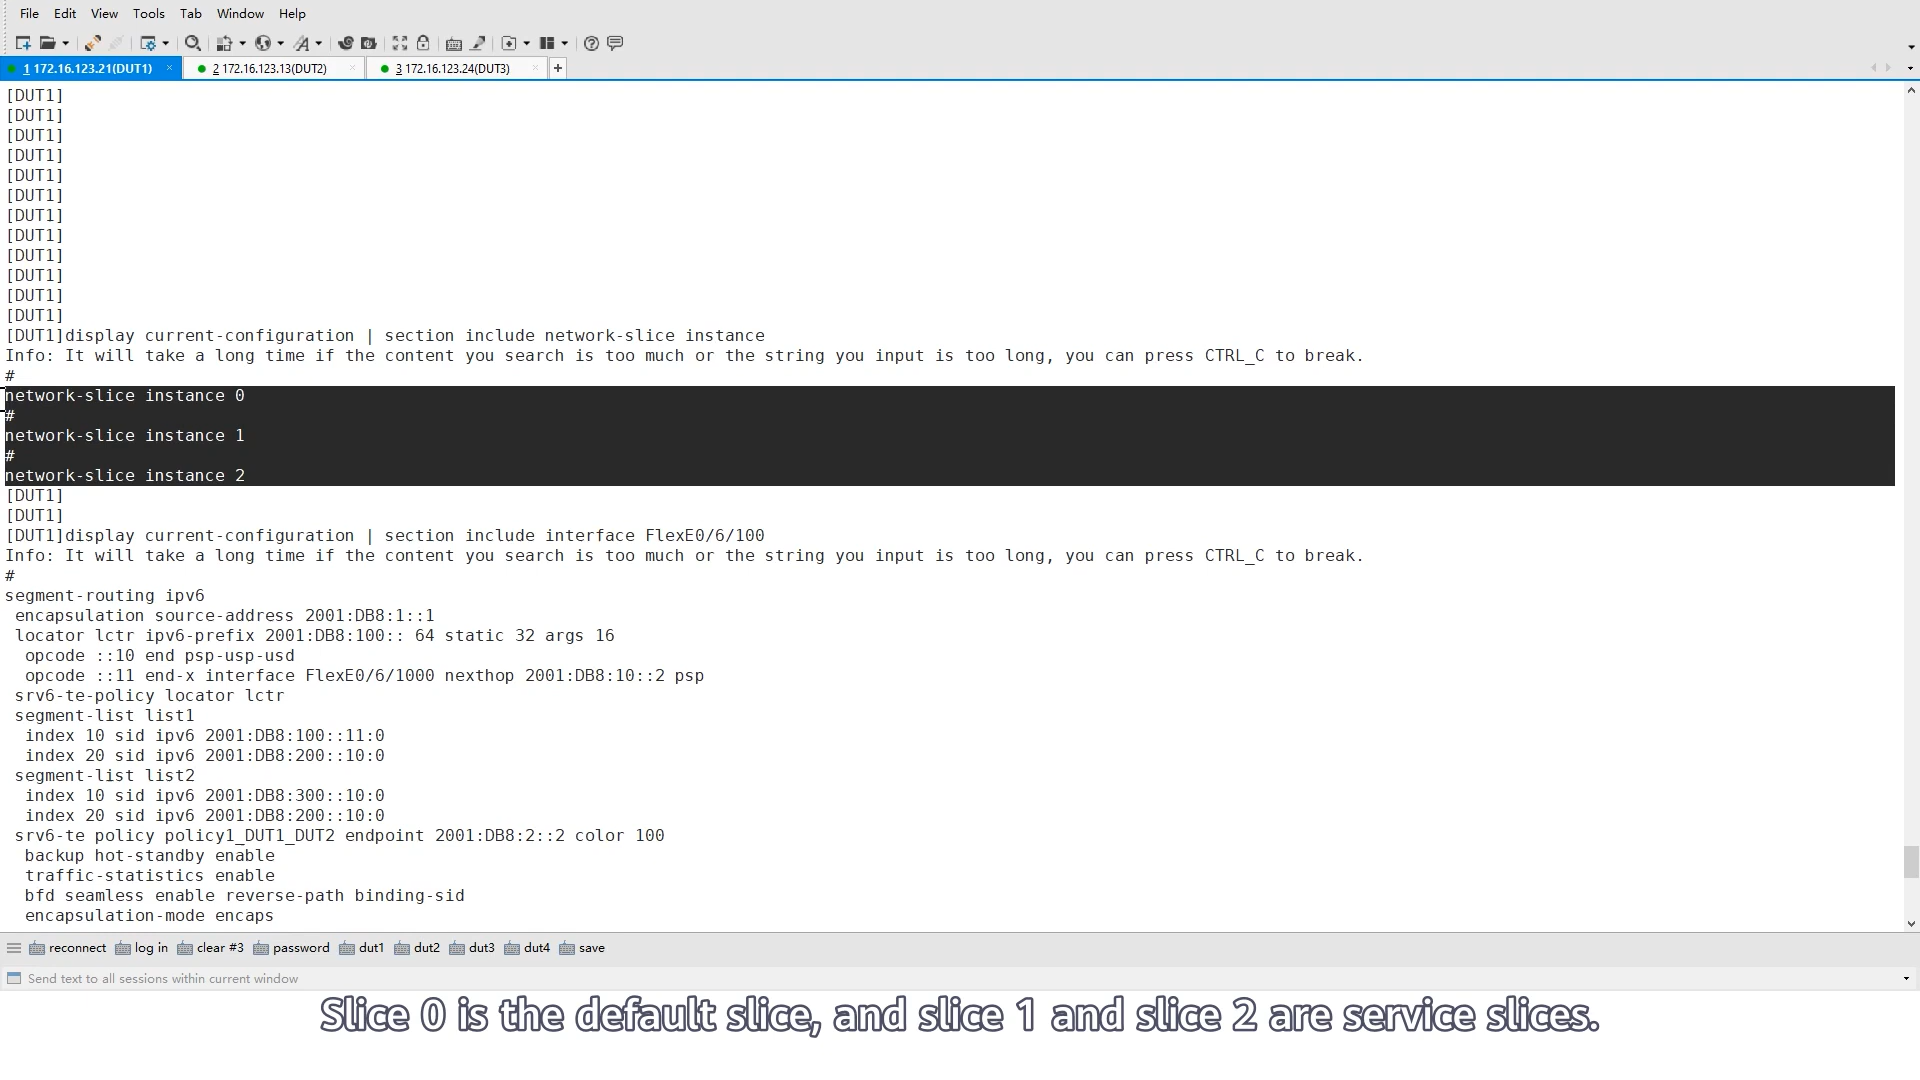 File Edit View Tools Tab Window Help
1 172.16.123.21(DUT1) × 2 172.16.123.13(DUT2) × 3 172.16.123.24(DUT3) × +
[DUT1]
[DUT1]
[DUT1]
[DUT1]
[DUT1]
[DUT1]
[DUT1]
[DUT1]
[DUT1]
[DUT1]
[DUT1]
[DUT1]
[DUT1]display current-configuration | section include network-slice instance
Info: It will take a long time if the content you search is too much or the string you input is too long, you can press CTRL_C to break.
#
network-slice instance 0
#
network-slice instance 1
#
network-slice instance 2
[DUT1]
[DUT1]
[DUT1]display current-configuration | section include interface FlexE0/6/100
Info: It will take a long time if the content you search is too much or the string you input is too long, you can press CTRL_C to break.
#
segment-routing ipv6
 encapsulation source-address 2001:DB8:1::1
 locator lctr ipv6-prefix 2001:DB8:100:: 64 static 32 args 16
  opcode ::10 end psp-usp-usd
  opcode ::11 end-x interface FlexE0/6/1000 nexthop 2001:DB8:10::2 psp
 srv6-te-policy locator lctr
 segment-list list1
  index 10 sid ipv6 2001:DB8:100::11:0
  index 20 sid ipv6 2001:DB8:200::10:0
 segment-list list2
  index 10 sid ipv6 2001:DB8:300::10:0
  index 20 sid ipv6 2001:DB8:200::10:0
 srv6-te policy policy1_DUT1_DUT2 endpoint 2001:DB8:2::2 color 100
  backup hot-standby enable
  traffic-statistics enable
  bfd seamless enable reverse-path binding-sid
  encapsulation-mode encaps
reconnect log in clear #3 password dut1 dut2 dut3 dut4 save
Send text to all sessions within current window
Slice 0 is the default slice, and slice 1 and slice 2 are service slices.